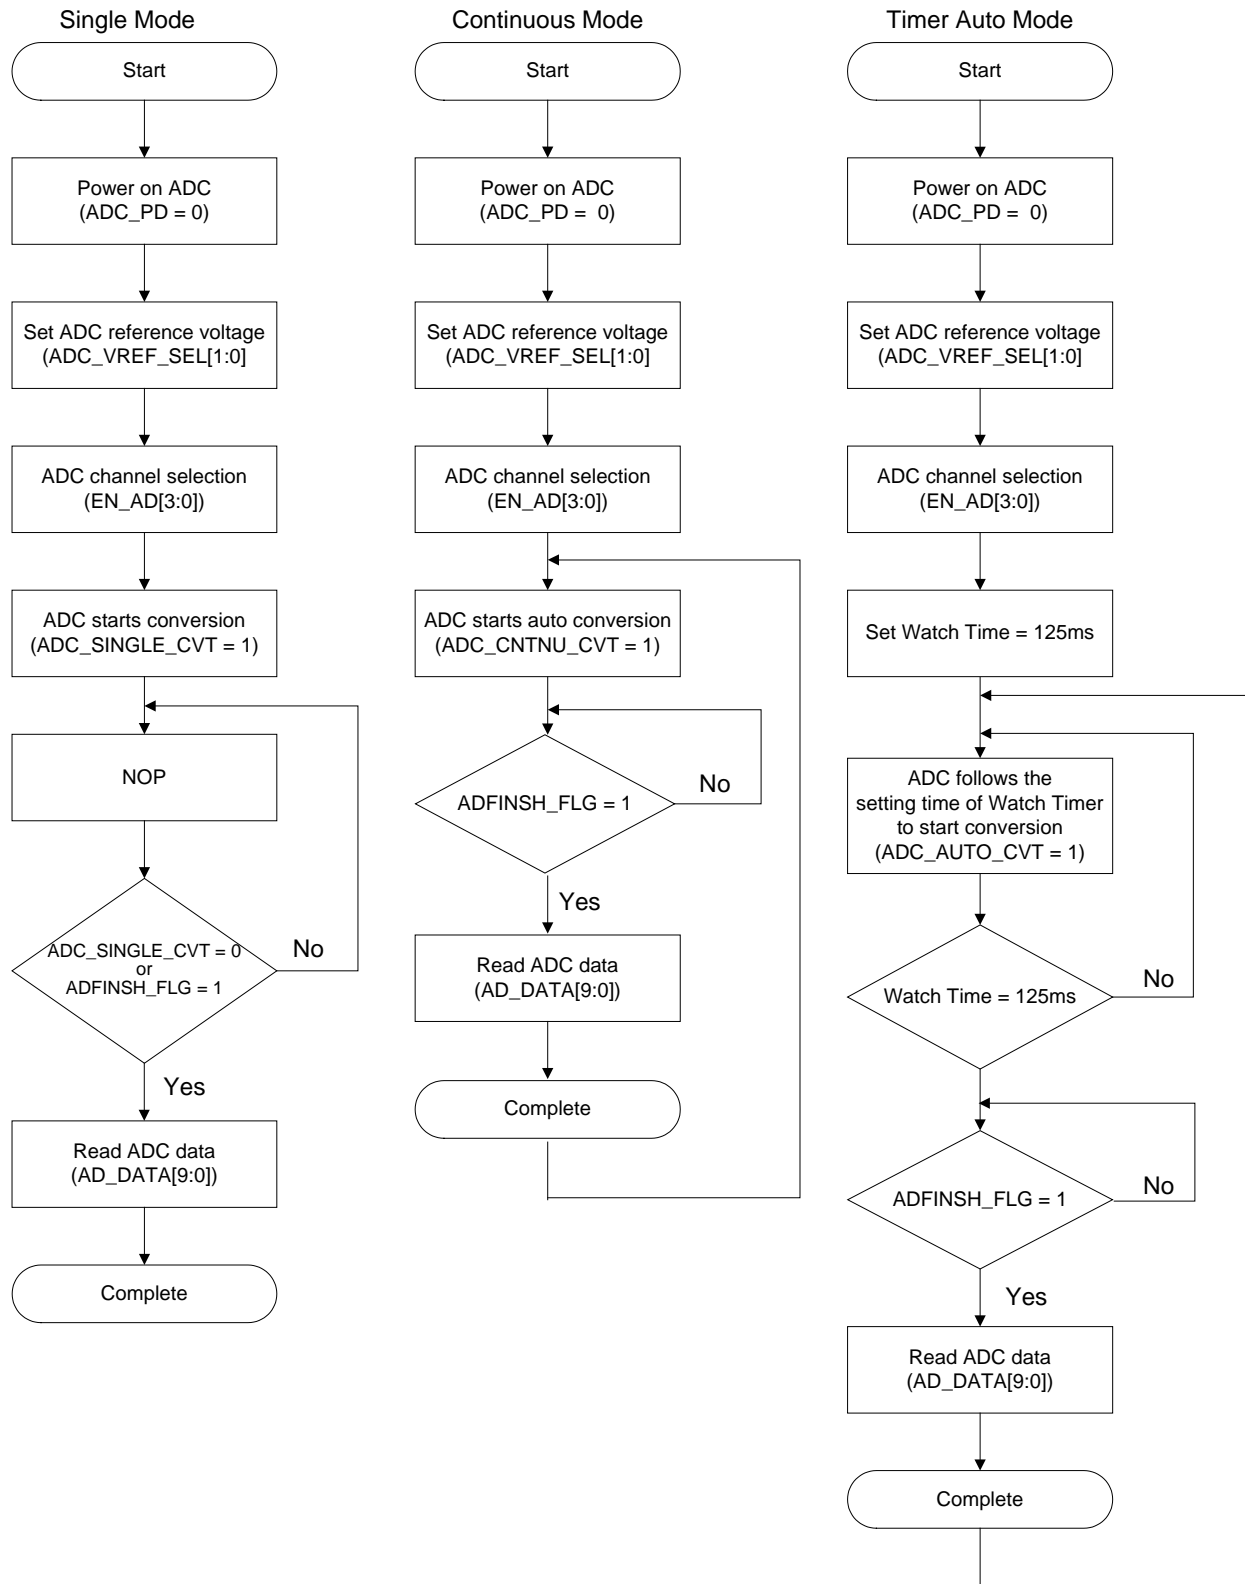 Single Mode
Start
Power on ADC
(ADC_PD = 0)
Set ADC reference voltage
(ADC_VREF_SEL[1:0]
ADC channel selection
(EN_AD[3:0])
ADC starts conversion
(ADC_SINGLE_CVT = 1)
NOP
ADC_SINGLE_CVT = 0
or
ADFINSH_FLG = 1
No
Yes
Read ADC data
(AD_DATA[9:0])
Complete
Continuous Mode
Start
Power on ADC
(ADC_PD =  0)
Set ADC reference voltage
(ADC_VREF_SEL[1:0]
ADC channel selection
(EN_AD[3:0])
ADC starts auto conversion
(ADC_CNTNU_CVT = 1)
ADFINSH_FLG = 1
No
Yes
Read ADC data
(AD_DATA[9:0])
Complete
Timer Auto Mode
Start
Power on ADC
(ADC_PD =  0)
Set ADC reference voltage
(ADC_VREF_SEL[1:0]
ADC channel selection
(EN_AD[3:0])
Set Watch Time = 125ms
ADC follows the
setting time of Watch Timer
to start conversion
(ADC_AUTO_CVT = 1)
Watch Time = 125ms
No
ADFINSH_FLG = 1
No
Yes
Read ADC data
(AD_DATA[9:0])
Complete